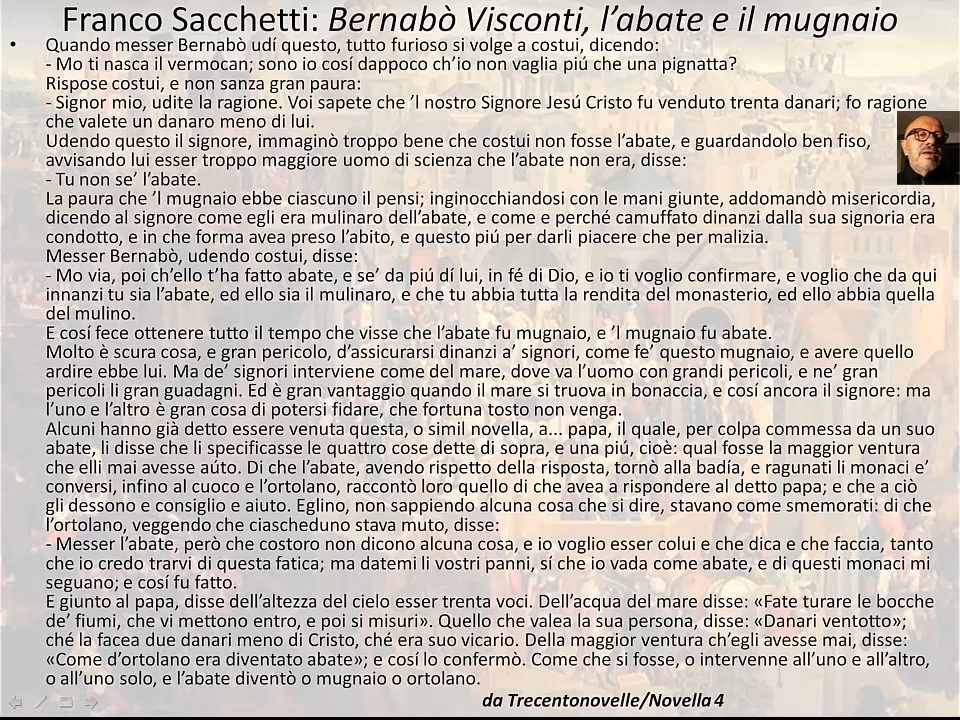 Franco Sacchetti: Bernabò Visconti, l'abate e il mugnaio
• Quando messer Bernabò udí questo, tutto furioso si volge a costui, dicendo:
- Mo ti nasca il vermocan; sono io cosí dappoco ch'io non vaglia piú che una pignatta?
Rispose costui, e non sanza gran paura:
- Signor mio, udite la ragione. Voi sapete che 'l nostro Signore Jesú Cristo fu venduto trenta danari; fo ragione
che valete un danaro meno di lui.
Udendo questo il signore, immaginò troppo bene che costui non fosse l'abate, e guardandolo ben fiso,
avvisando lui esser troppo maggiore uomo di scienza che l'abate non era, disse:
- Tu non se' l'abate.
La paura che 'l mugnaio ebbe ciascuno il pensi; inginocchiandosi con le mani giunte, addomandò misericordia,
dicendo al signore come egli era mulinaro dell'abate, e come e perché camuffato dinanzi dalla sua signoria era
condotto, e in che forma avea preso l'abito, e questo piú per darli piacere che per malizia.
Messer Bernabò, udendo costui, disse:
- Mo via, poi ch'ello t'ha fatto abate, e se' da piú dí lui, in fé di Dio, e io ti voglio confirmare, e voglio che da qui
innanzi tu sia l'abate, ed ello sia il mulinaro, e che tu abbia tutta la rendita del monasterio, ed ello abbia quella
del mulino.
E cosí fece ottenere tutto il tempo che visse che l'abate fu mugnaio, e 'l mugnaio fu abate.
Molto è scura cosa, e gran pericolo, d'assicurarsi dinanzi a' signori, come fe' questo mugnaio, e avere quello
ardire ebbe lui. Ma de' signori interviene come del mare, dove va l'uomo con grandi pericoli, e ne' gran
pericoli li gran guadagni. Ed è gran vantaggio quando il mare si truova in bonaccia, e cosí ancora il signore: ma
l'uno e l'altro è gran cosa di potersi fidare, che fortuna tosto non venga.
Alcuni hanno già detto essere venuta questa, o simil novella, a... papa, il quale, per colpa commessa da un suo
abate, li disse che li specificasse le quattro cose dette di sopra, e una piú, cioè: qual fosse la maggior ventura
che elli mai avesse aúto. Di che l'abate, avendo rispetto della risposta, tornò alla badía, e ragunati li monaci e'
conversi, infino al cuoco e l'ortolano, raccontò loro quello di che avea a rispondere al detto papa; e che a ciò
gli dessono e consiglio e aiuto. Eglino, non sappiendo alcuna cosa che si dire, stavano come smemorati: di che
l'ortolano, veggendo che ciascheduno stava muto, disse:
- Messer l'abate, però che costoro non dicono alcuna cosa, e io voglio esser colui e che dica e che faccia, tanto
che io credo trarvi di questa fatica; ma datemi li vostri panni, sí che io vada come abate, e di questi monaci mi
seguano; e cosí fu fatto.
E giunto al papa, disse dell'altezza del cielo esser trenta voci. Dell'acqua del mare disse: «Fate turare le bocche
de' fiumi, che vi mettono entro, e poi si misuri». Quello che valea la sua persona, disse: «Danari ventotto»;
ché la facea due danari meno di Cristo, ché era suo vicario. Della maggior ventura ch'egli avesse mai, disse:
«Come d'ortolano era diventato abate»; e cosí lo confermò. Come che si fosse, o intervenne all'uno e all'altro,
o all'uno solo, e l'abate diventò o mugnaio o ortolano.
da Trecentonovelle/Novella 4